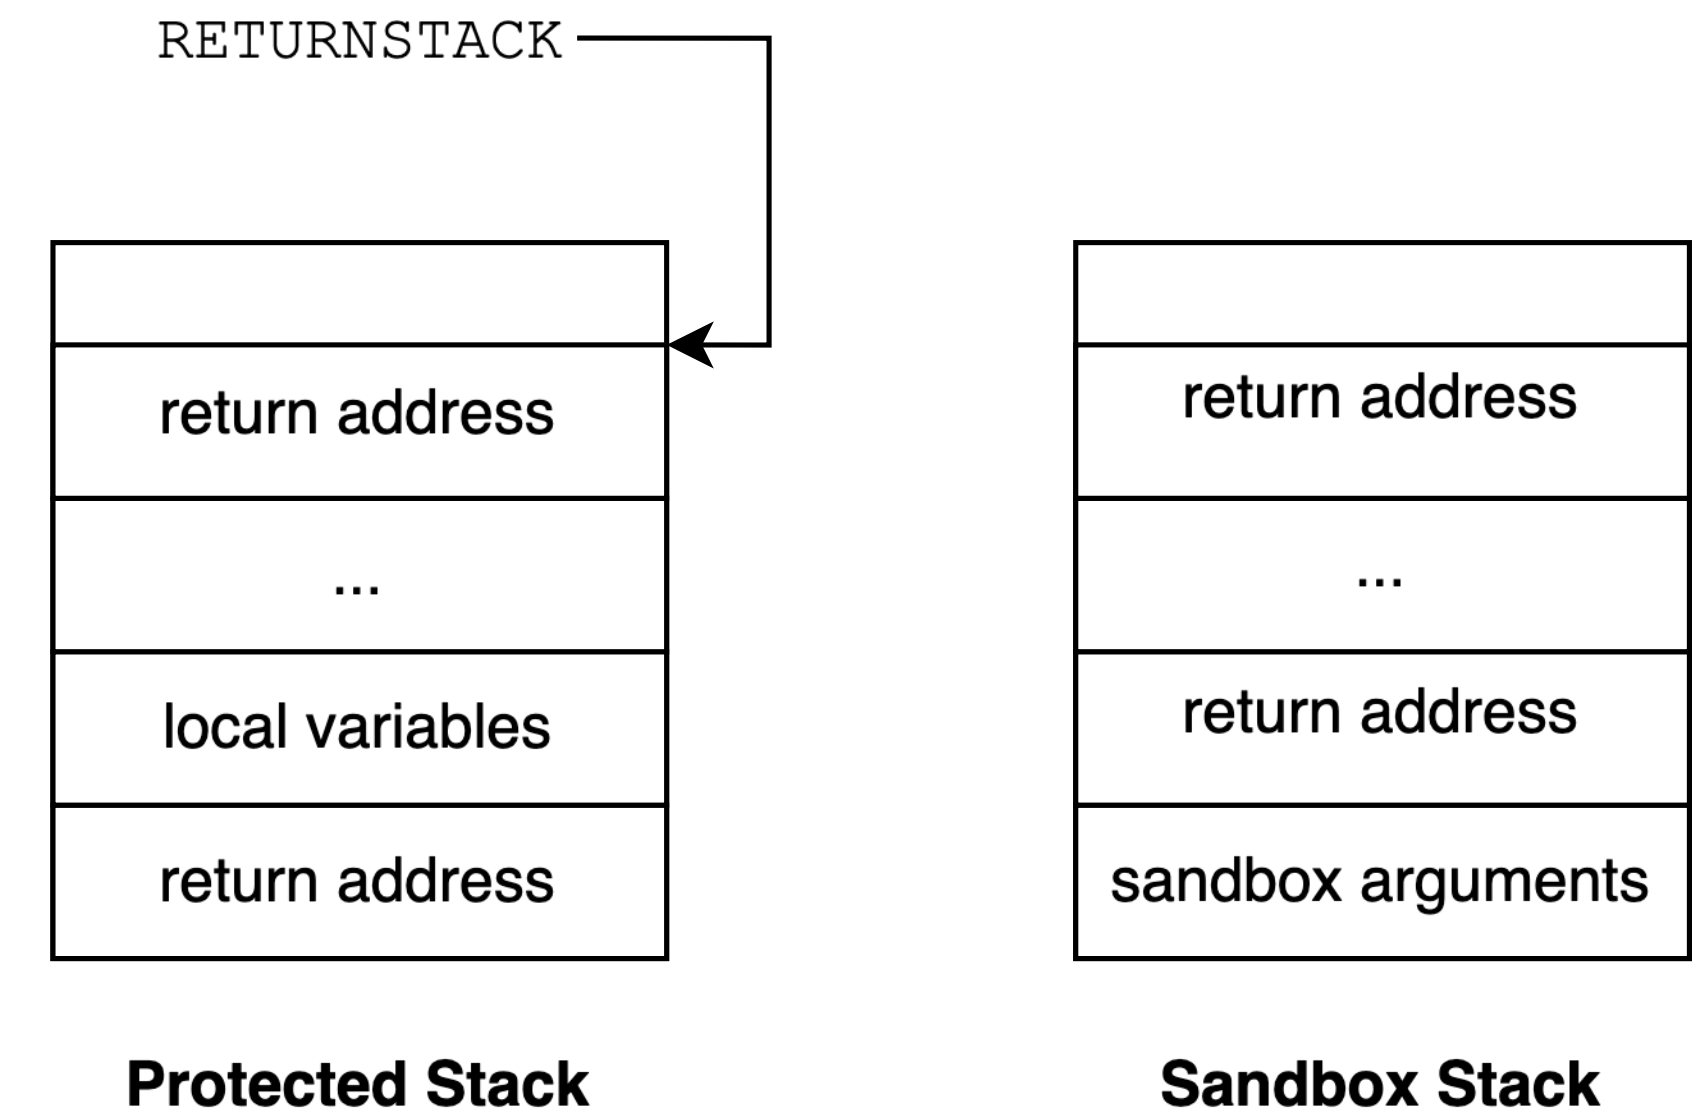 RETURNSTACK
return address
...
local variables
return address
Protected Stack
return address
...
return address
sandbox arguments
Sandbox Stack